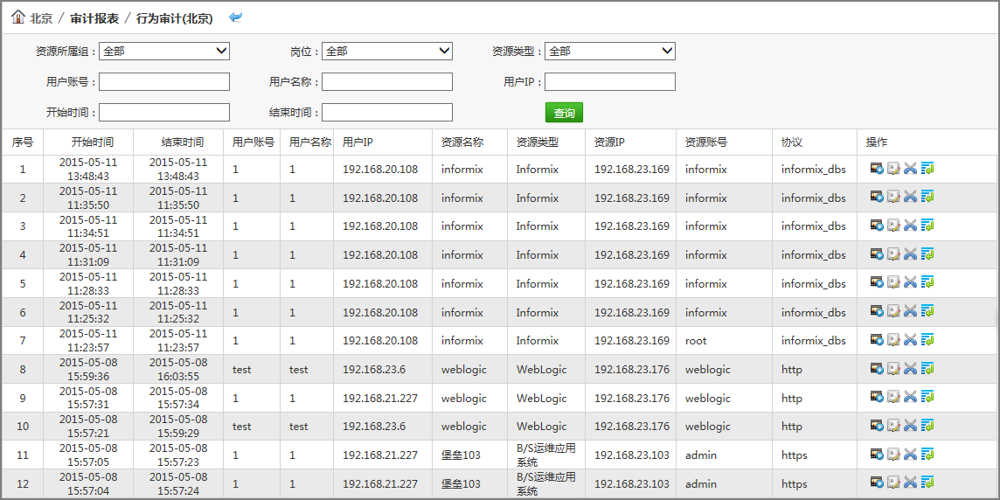 北京 / 审计报表 / 行为审计(北京)
资源所属组： 全部 岗位： 全部 资源类型： 全部
用户账号： 用户名称： 用户IP：
开始时间： 结束时间： 查询
序号 开始时间 结束时间 用户账号 用户名称 用户IP 资源名称 资源类型 资源IP 资源账号 协议 操作
1 2015-05-11 13:48:43 2015-05-11 13:48:43 1 1 192.168.20.108 informix Informix 192.168.23.169 informix informix_dbs
2 2015-05-11 11:35:50 2015-05-11 11:35:50 1 1 192.168.20.108 informix Informix 192.168.23.169 informix informix_dbs
3 2015-05-11 11:34:51 2015-05-11 11:34:51 1 1 192.168.20.108 informix Informix 192.168.23.169 informix informix_dbs
4 2015-05-11 11:31:09 2015-05-11 11:31:09 1 1 192.168.20.108 informix Informix 192.168.23.169 informix informix_dbs
5 2015-05-11 11:28:33 2015-05-11 11:28:33 1 1 192.168.20.108 informix Informix 192.168.23.169 informix informix_dbs
6 2015-05-11 11:25:32 2015-05-11 11:25:32 1 1 192.168.20.108 informix Informix 192.168.23.169 informix informix_dbs
7 2015-05-11 11:23:57 2015-05-11 11:23:57 1 1 192.168.20.108 informix Informix 192.168.23.169 root informix_dbs
8 2015-05-08 15:59:36 2015-05-08 16:03:55 test test 192.168.23.6 weblogic WebLogic 192.168.23.176 weblogic http
9 2015-05-08 15:57:31 2015-05-08 15:57:34 1 1 192.168.21.227 weblogic WebLogic 192.168.23.176 weblogic http
10 2015-05-08 15:57:21 2015-05-08 15:59:29 test test 192.168.23.6 weblogic WebLogic 192.168.23.176 weblogic http
11 2015-05-08 15:57:05 2015-05-08 15:57:23 1 1 192.168.21.227 堡垒103 B/S运维应用系统 192.168.23.103 admin https
12 2015-05-08 15:57:04 2015-05-08 15:57:24 1 1 192.168.21.227 堡垒103 B/S运维应用系统 192.168.23.103 admin https